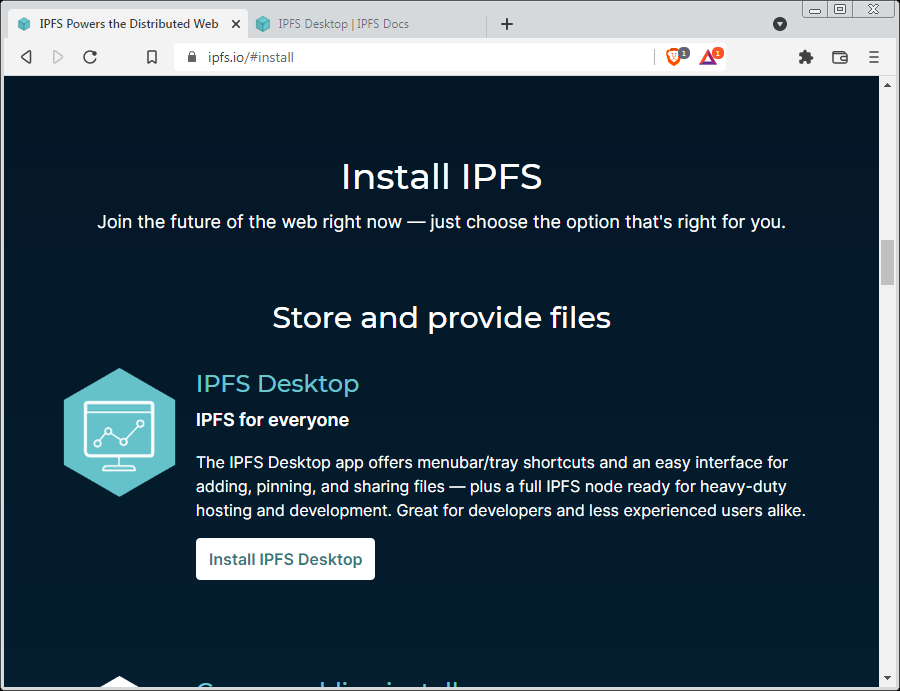 IPFS Powers the Distributed Web
IPFS Desktop | IPFS Docs
ipfs.io/#install
1
1
Install IPFS
Join the future of the web right now — just choose the option that's right for you.
Store and provide files
IPFS Desktop
IPFS for everyone
The IPFS Desktop app offers menubar/tray shortcuts and an easy interface for
adding, pinning, and sharing files — plus a full IPFS node ready for heavy-duty
hosting and development. Great for developers and less experienced users alike.
Install IPFS Desktop